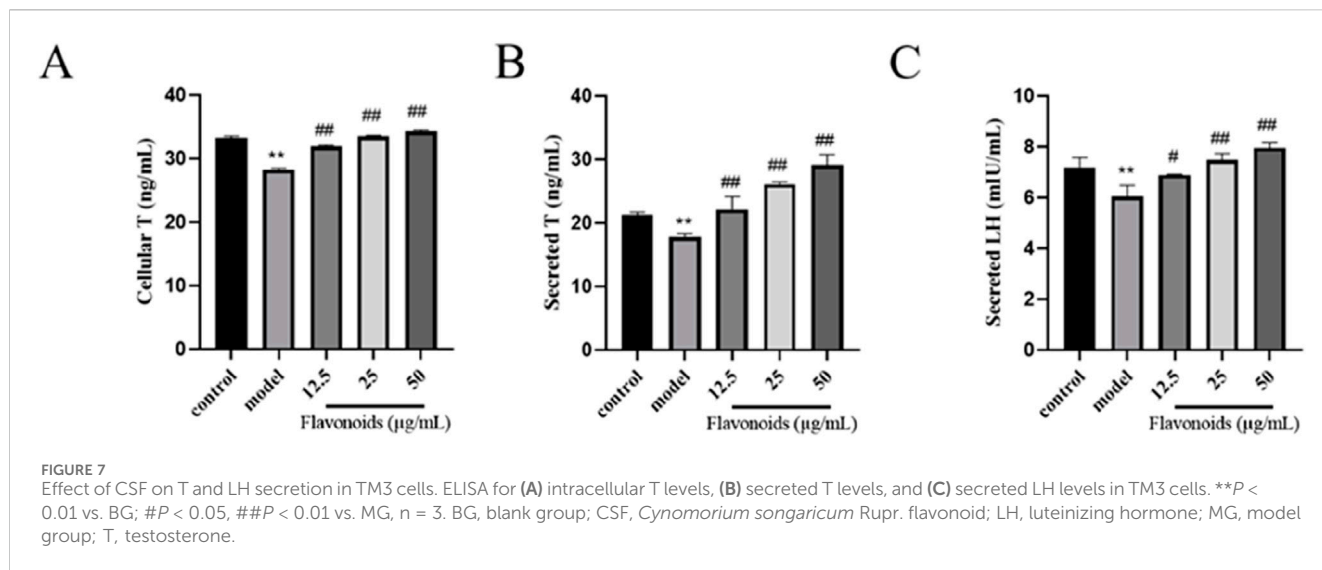 A
B
C
Cellular T (ng/mL)
40
30
20
10
0
**
##
##
##
control
model
12.5
25
50
Flavonoids (μg/mL)
Secreted T (ng/mL)
40
30
20
10
0
**
##
##
##
control
model
12.5
25
50
Flavonoids (μg/mL)
Secreted LH (mIU/mL)
10
8
6
4
2
0
**
#
##
##
control
model
12.5
25
50
Flavonoids (μg/mL)
FIGURE 7
Effect of CSF on T and LH secretion in TM3 cells. ELISA for (A) intracellular T levels, (B) secreted T levels, and (C) secreted LH levels in TM3 cells. **P <
0.01 vs. BG; #P < 0.05, ##P < 0.01 vs. MG, n = 3. BG, blank group; CSF, Cynomorium songaricum Rupr. flavonoid; LH, luteinizing hormone; MG, model
group; T, testosterone.